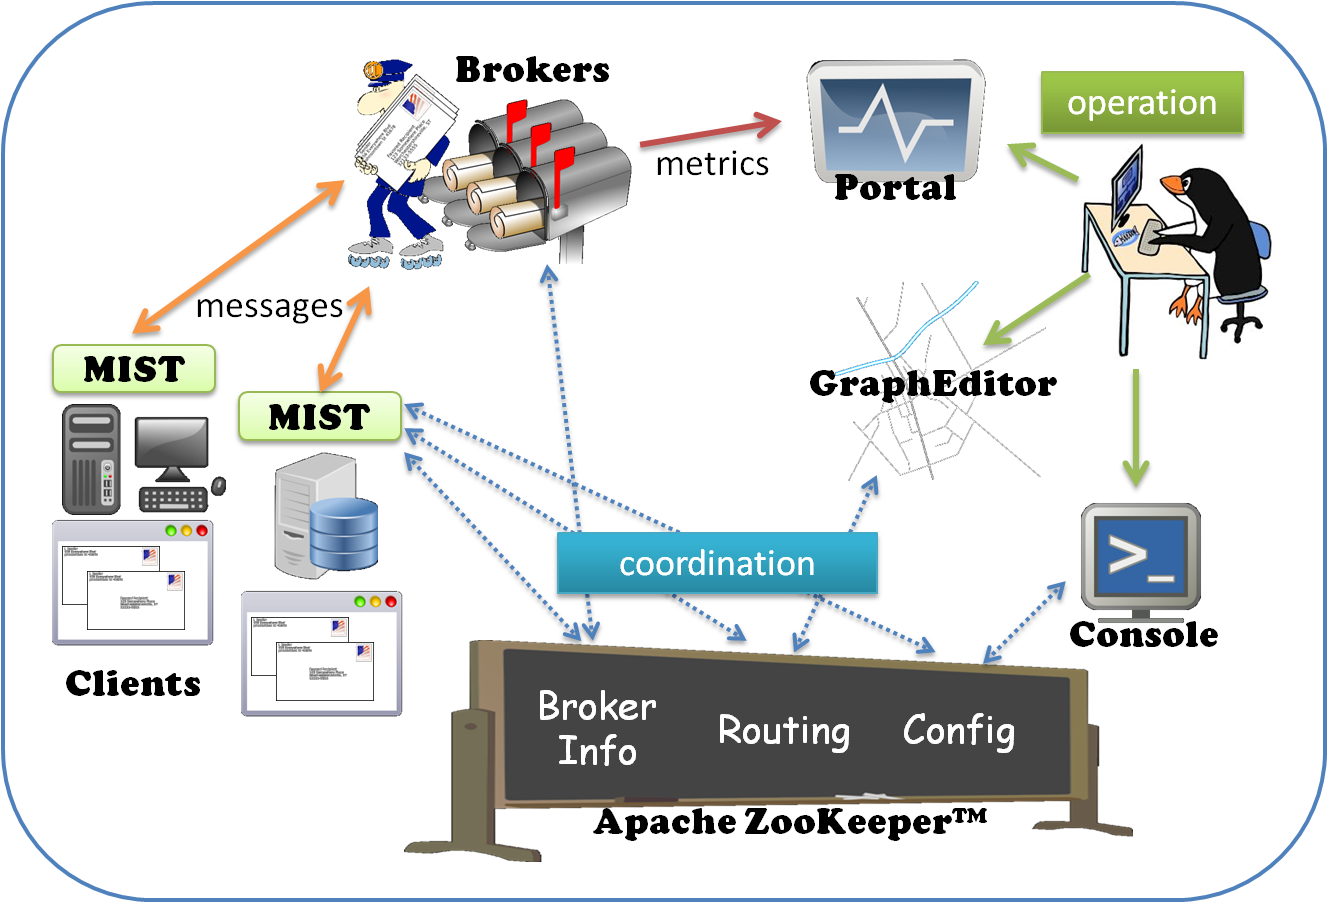 Brokers
operation
metrics
Portal
messages
MIST
GraphEditor
MIST
coordination
Console
Clients
Broker
Info
Routing
Config
Apache ZooKeeper™